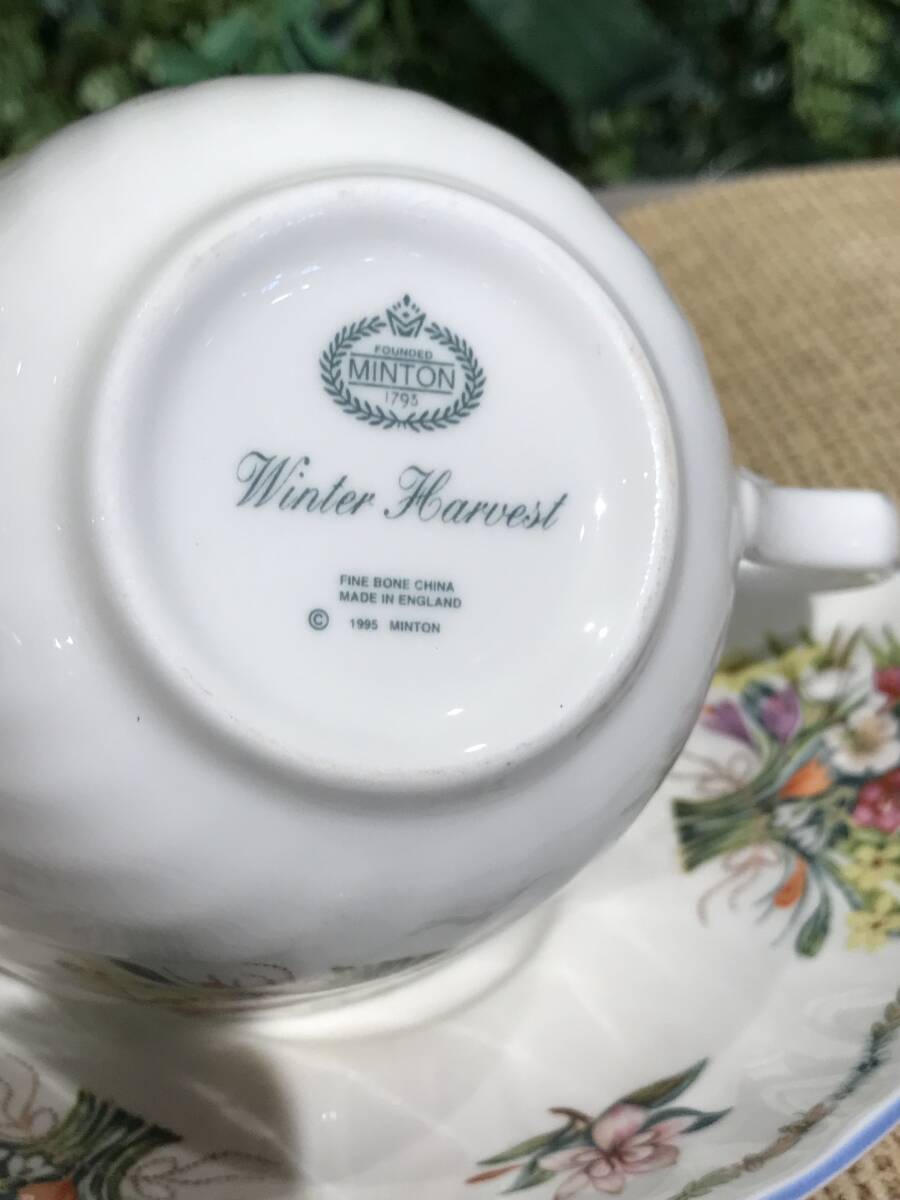 FOUNDED
MINTON
1793
Winter Harvest
FINE BONE CHINA
MADE IN ENGLAND
© 1995 MINTON